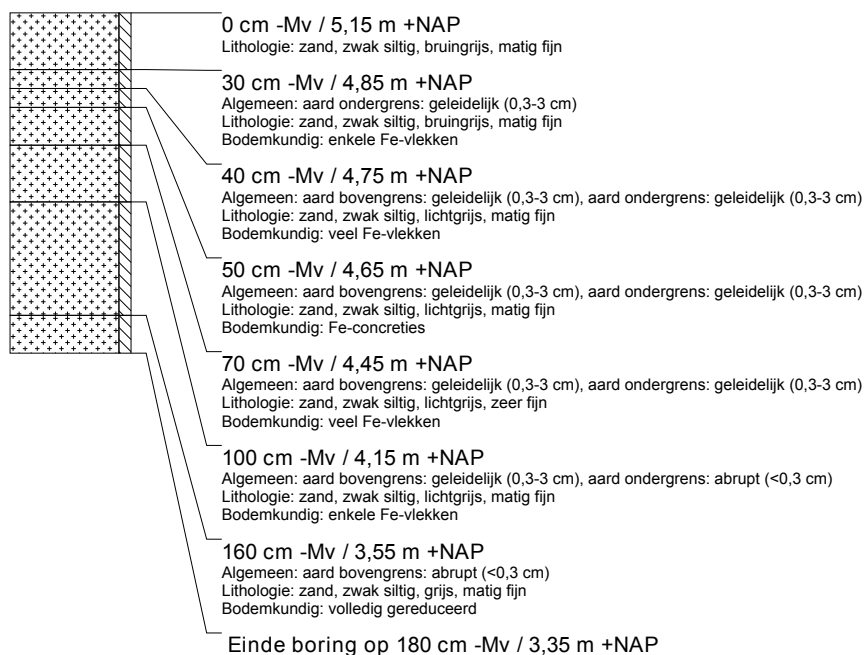 0 cm -Mv / 5,15 m +NAP
Lithologie: zand, zwak siltig, bruingrijs, matig fijn
30 cm -Mv / 4,85 m +NAP
Algemeen: aard ondergrens: geleidelijk (0,3-3 cm)
Lithologie: zand, zwak siltig, bruingrijs, matig fijn
Bodemkundig: enkele Fe-vlekken
40 cm -Mv / 4,75 m +NAP
Algemeen: aard bovengrens: geleidelijk (0,3-3 cm), aard ondergrens: geleidelijk (0,3-3 cm)
Lithologie: zand, zwak siltig, lichtgrijs, matig fijn
Bodemkundig: veel Fe-vlekken
50 cm -Mv / 4,65 m +NAP
Algemeen: aard bovengrens: geleidelijk (0,3-3 cm), aard ondergrens: geleidelijk (0,3-3 cm)
Lithologie: zand, zwak siltig, lichtgrijs, matig fijn
Bodemkundig: Fe-concreties
70 cm -Mv / 4,45 m +NAP
Algemeen: aard bovengrens: geleidelijk (0,3-3 cm), aard ondergrens: geleidelijk (0,3-3 cm)
Lithologie: zand, zwak siltig, lichtgrijs, zeer fijn
Bodemkundig: veel Fe-vlekken
100 cm -Mv / 4,15 m +NAP
Algemeen: aard bovengrens: geleidelijk (0,3-3 cm), aard ondergrens: abrupt (<0,3 cm)
Lithologie: zand, zwak siltig, lichtgrijs, matig fijn
Bodemkundig: enkele Fe-vlekken
160 cm -Mv / 3,55 m +NAP
Algemeen: aard bovengrens: abrupt (<0,3 cm)
Lithologie: zand, zwak siltig, grijs, matig fijn
Bodemkundig: volledig gereduceerd
Einde boring op 180 cm -Mv / 3,35 m +NAP